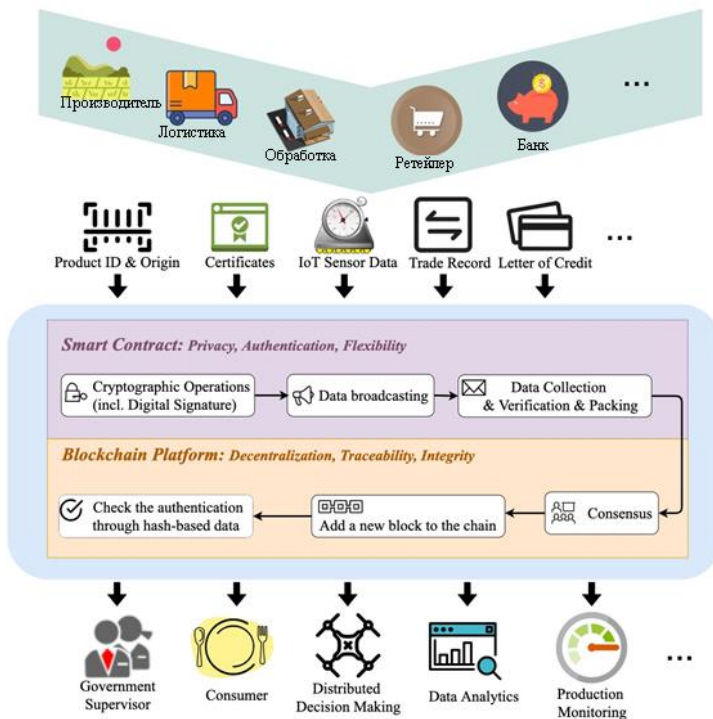 Производитель
Логистика
Обработка
Ретейлер
Банк
...
Product ID & Origin
Certificates
IoT Sensor Data
Trade Record
Letter of Credit
...
Smart Contract: Privacy, Authentication, Flexibility
Cryptographic Operations
(incl. Digital Signature)
Data broadcasting
Data Collection
& Verification & Packing
Blockchain Platform: Decentralization, Traceability, Integrity
Check the authentication
through hash-based data
Add a new block to the chain
Consensus
Government
Supervisor
Consumer
Distributed
Decision Making
Data Analytics
Production
Monitoring
...